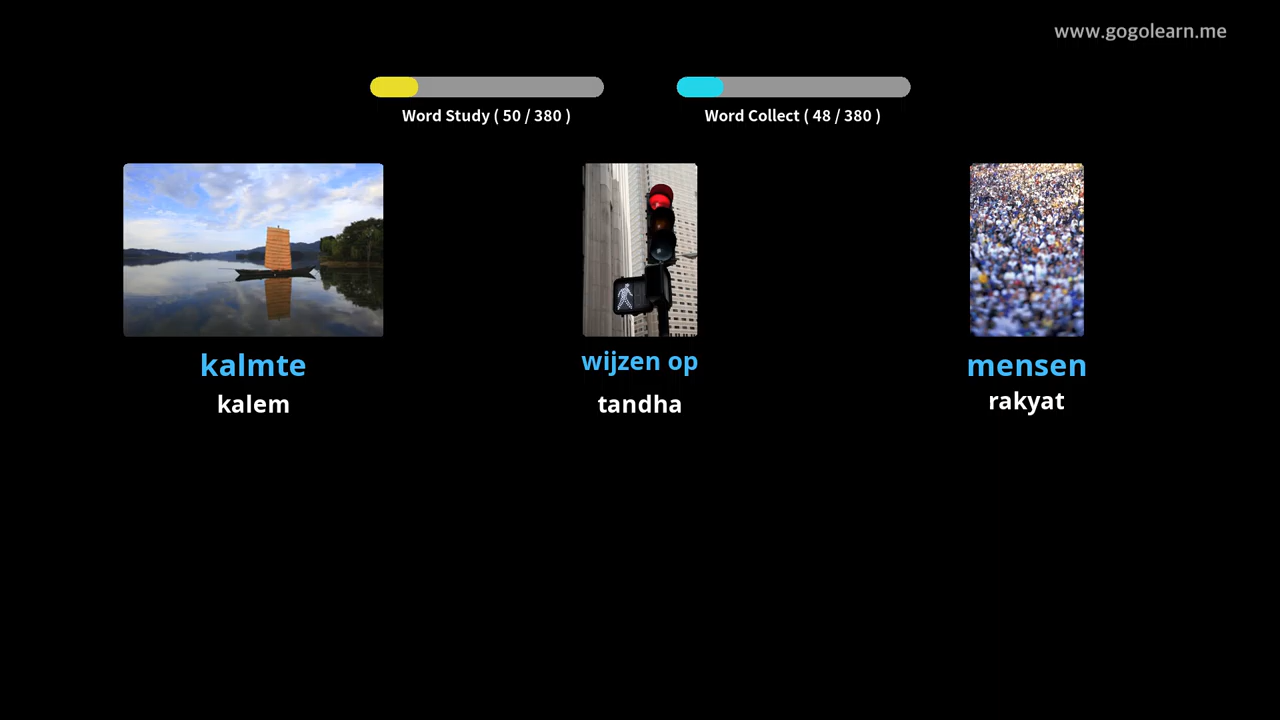 www.gogolearn.me
Word Study ( 50 / 380 )
Word Collect ( 48 / 380 )
kalmte
wijzen op
mensen
kalem
tandha
rakyat